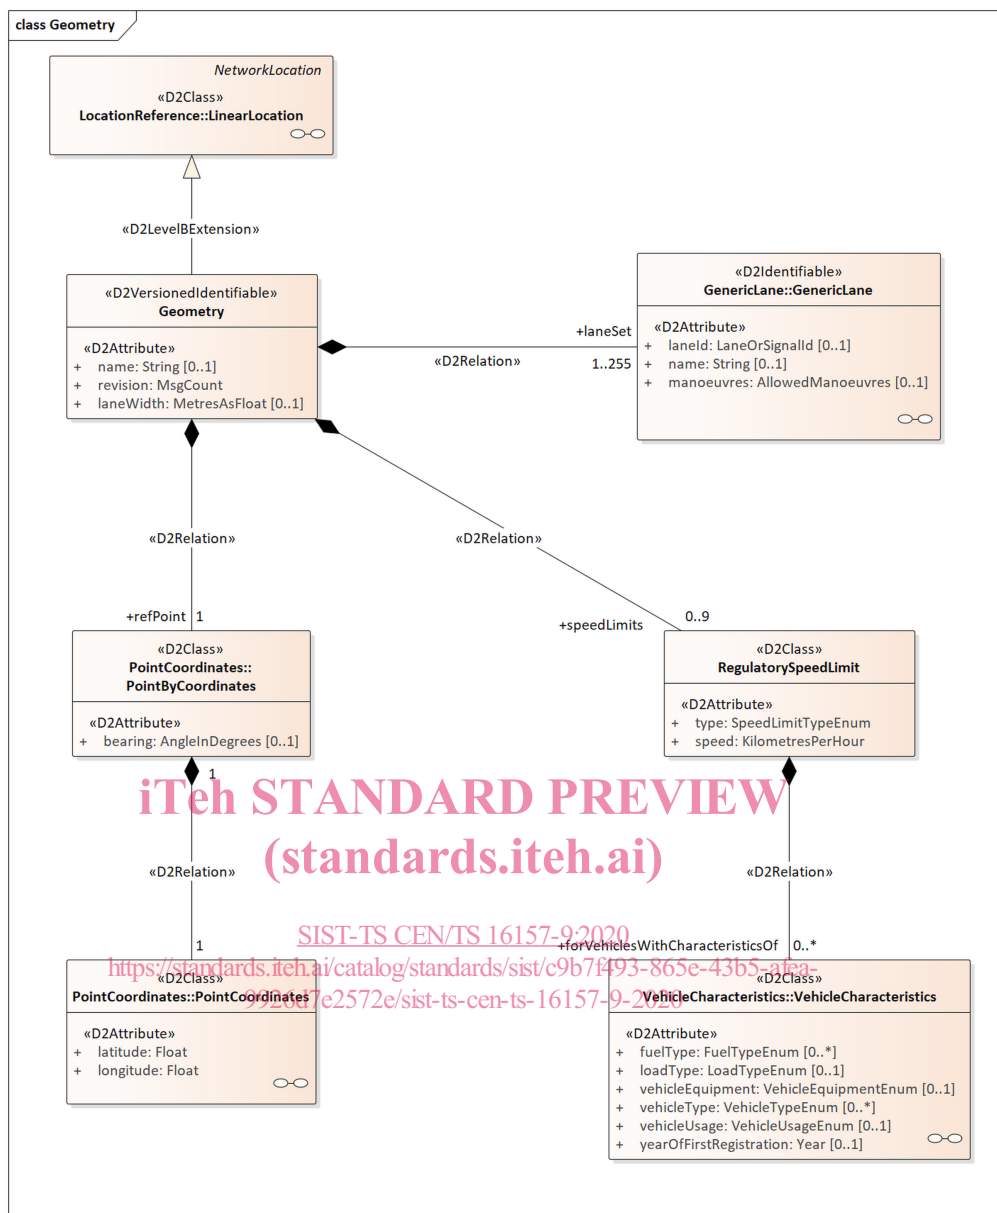 class Geometry
NetworkLocation
«D2Class»
LocationReference::LinearLocation
«D2LevelBExtension»
«D2VersionedIdentifiable»
Geometry
«D2Attribute»
+ name: String [0..1]
+ revision: MsgCount
+ laneWidth: MetresAsFloat [0..1]
+laneSet
«D2Relation»
1..255
«D2Identifiable»
GenericLane::GenericLane
«D2Attribute»
+ laneId: LaneOrSignalId [0..1]
+ name: String [0..1]
+ manoeuvres: AllowedManoeuvres [0..1]
«D2Relation»
«D2Relation»
+refPoint 1
+speedLimits
0..9
«D2Class»
PointCoordinates::
PointByCoordinates
«D2Attribute»
+ bearing: AngleInDegrees [0..1]
«D2Class»
RegulatorySpeedLimit
«D2Attribute»
+ type: SpeedLimitTypeEnum
+ speed: KilometresPerHour
1
iTeh STANDARD PREVIEW
(standards.iteh.ai)
«D2Relation»
«D2Relation»
1
SIST-TS CEN/TS 16157-9:2020
+forVehiclesWithCharacteristicsOf 0..*
https://standards.iteh.ai/catalog/standards/sist/c9b7f493-865e-43b5-afea-
9926d7e2572e/sist-ts-cen-ts-16157-9-2020
«D2Class»
PointCoordinates::PointCoordinates
«D2Attribute»
+ latitude: Float
+ longitude: Float
«D2Class»
VehicleCharacteristics::VehicleCharacteristics
«D2Attribute»
+ fuelType: FuelTypeEnum [0..*]
+ loadType: LoadTypeEnum [0..1]
+ vehicleEquipment: VehicleEquipmentEnum [0..1]
+ vehicleType: VehicleTypeEnum [0..*]
+ vehicleUsage: VehicleUsageEnum [0..1]
+ yearOfFirstRegistration: Year [0..1]